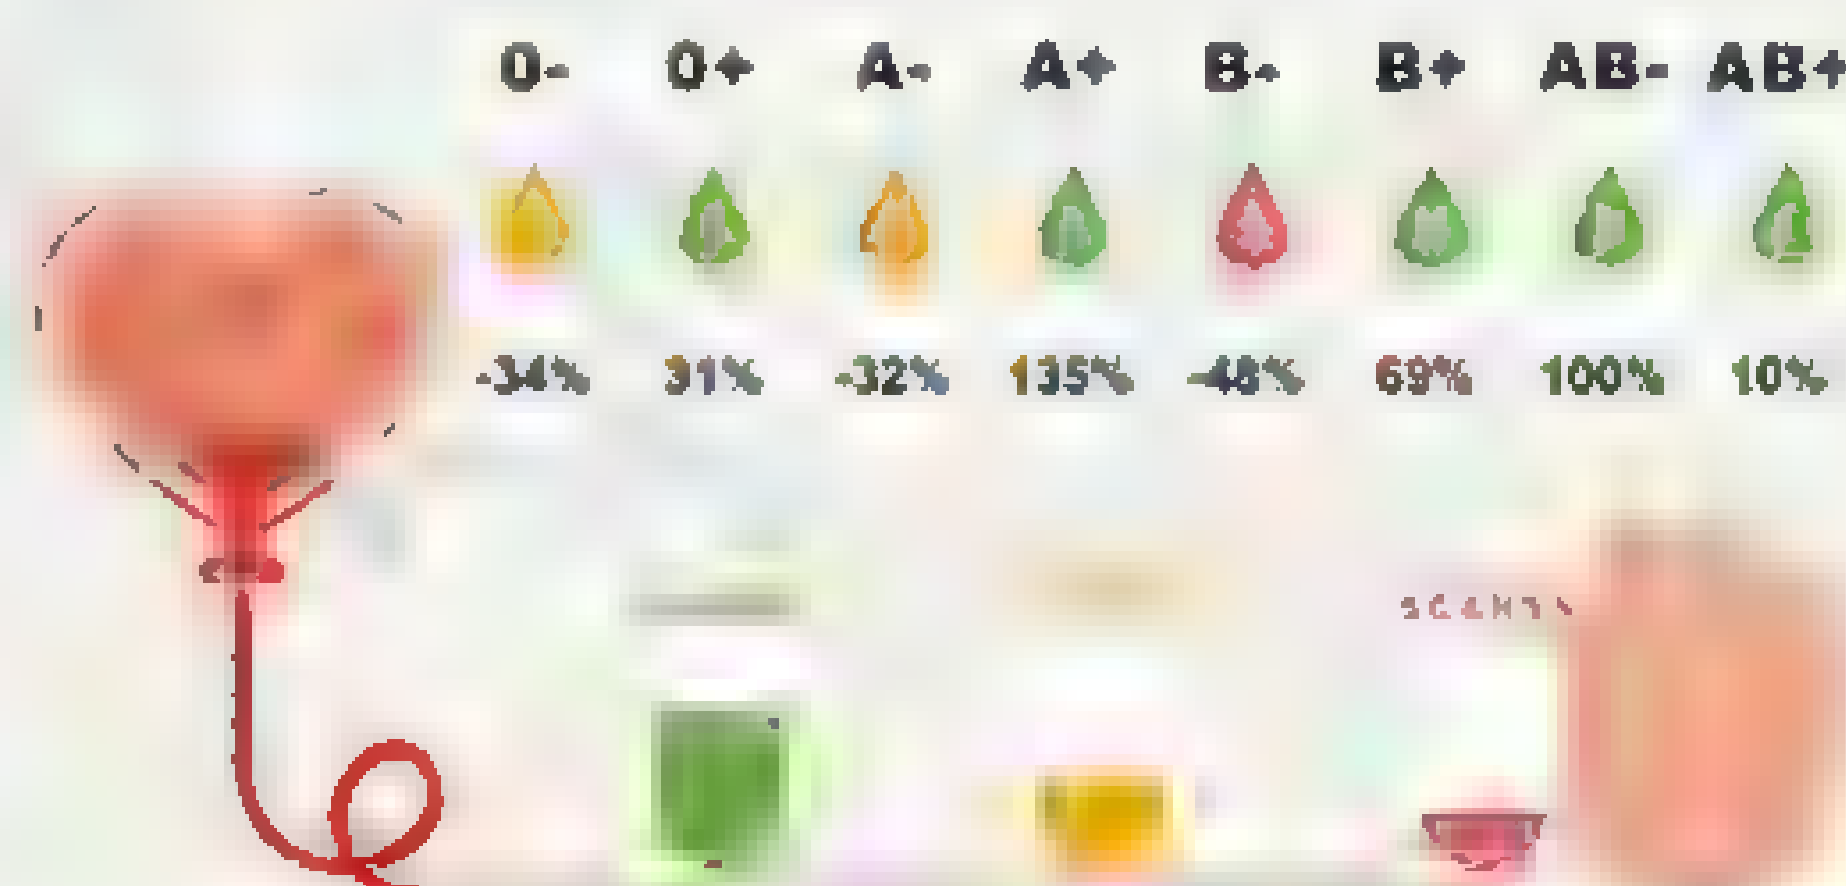 0- 0+ A- A+ B- B+ AB- AB+
-34% 31% -32% 135% -48% 69% 100% 10%